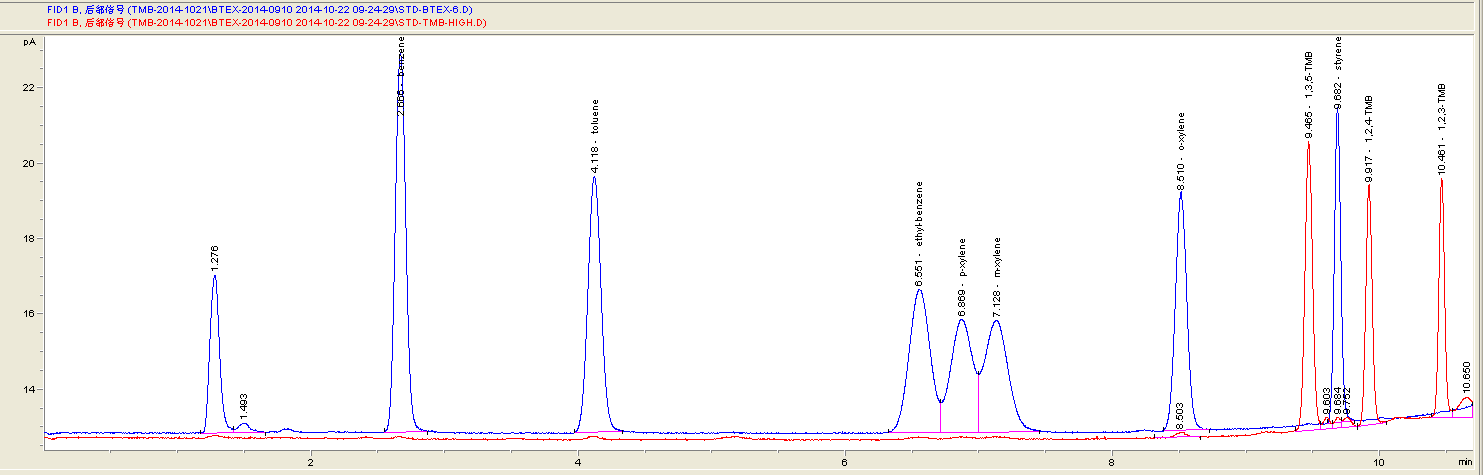 FID1 B, 后部信号 (TMB-2014-1021\BTEX-2014-0910 2014-10-22 09-24-29\STD-BTEX-6.D)
FID1 B, 后部信号 (TMB-2014-1021\BTEX-2014-0910 2014-10-22 09-24-29\STD-TMB-HIGH.D)
pA
22
20
18
16
14
1.276
1.493
2.666 - benzene
4.118 - toluene
6.551 - ethyl-benzene
6.869 - p-xylene
7.128 - m-xylene
8.510 - o-xylene
8.503
9.465 - 1,3,5-TMB
9.603
9.682 - styrene
9.684
9.752
9.917 - 1,2,4-TMB
10.461 - 1,2,3-TMB
10.650
2
4
6
8
10
min